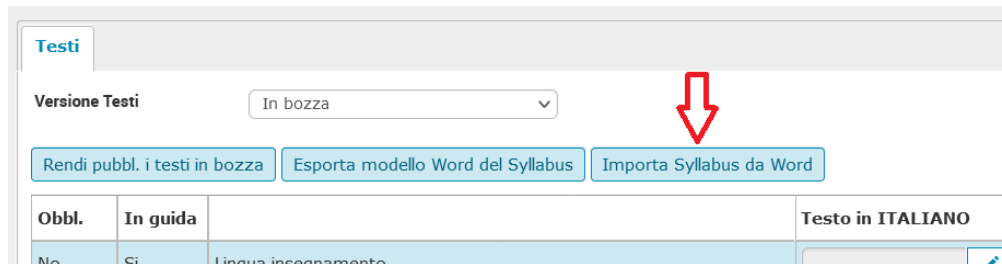 Testi
Versione Testi In bozza
Rendi pubbl. i testi in bozza Esporta modello Word del Syllabus Importa Syllabus da Word
Obbl. In guida Testo in ITALIANO
No Si Lingua insegnamento